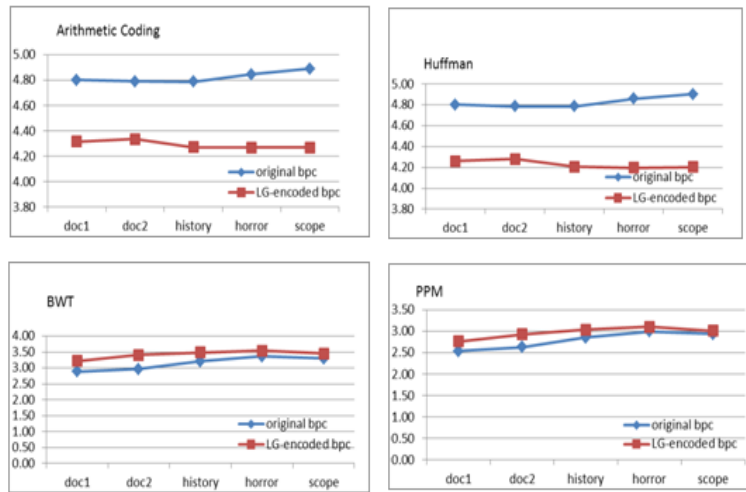 Arithmetic Coding
5.00
4.80
4.60
4.40
4.20
4.00
3.80
original bpc
LG-encoded bpc
doc1 doc2 history horror scope
Huffman
5.00
4.80
4.60
4.40
4.20
4.00
3.80
original bpc
LG-encoded bpc
doc1 doc2 history horror scope
BWT
4.00
3.50
3.00
2.50
2.00
1.50
1.00
0.50
0.00
original bpc
LG-encoded bpc
doc1 doc2 history horror scope
PPM
3.50
3.00
2.50
2.00
1.50
1.00
0.50
0.00
original bpc
LG-encoded bpc
doc1 doc2 history horror scope